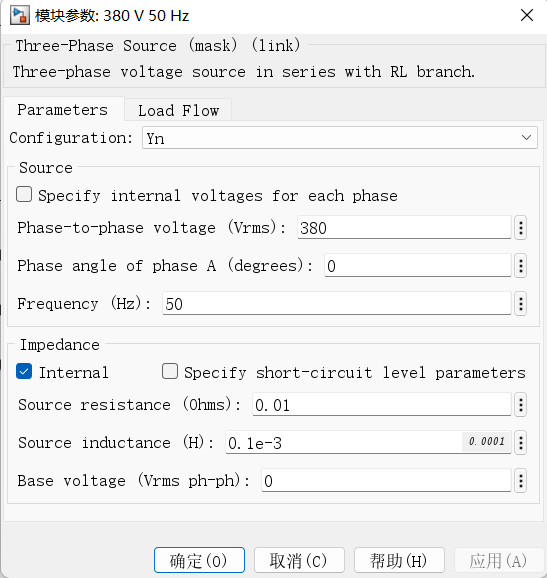 模块参数: 380 V 50 Hz
Three-Phase Source (mask) (link)
Three-phase voltage source in series with RL branch.
Parameters Load Flow
Configuration: Yn
Source
Specify internal voltages for each phase
Phase-to-phase voltage (Vrms): 380
Phase angle of phase A (degrees): 0
Frequency (Hz): 50
Impedance
Internal Specify short-circuit level parameters
Source resistance (Ohms): 0.01
Source inductance (H): 0.1e-3 0.0001
Base voltage (Vrms ph-ph): 0
确定(O) 取消(C) 帮助(H) 应用(A)